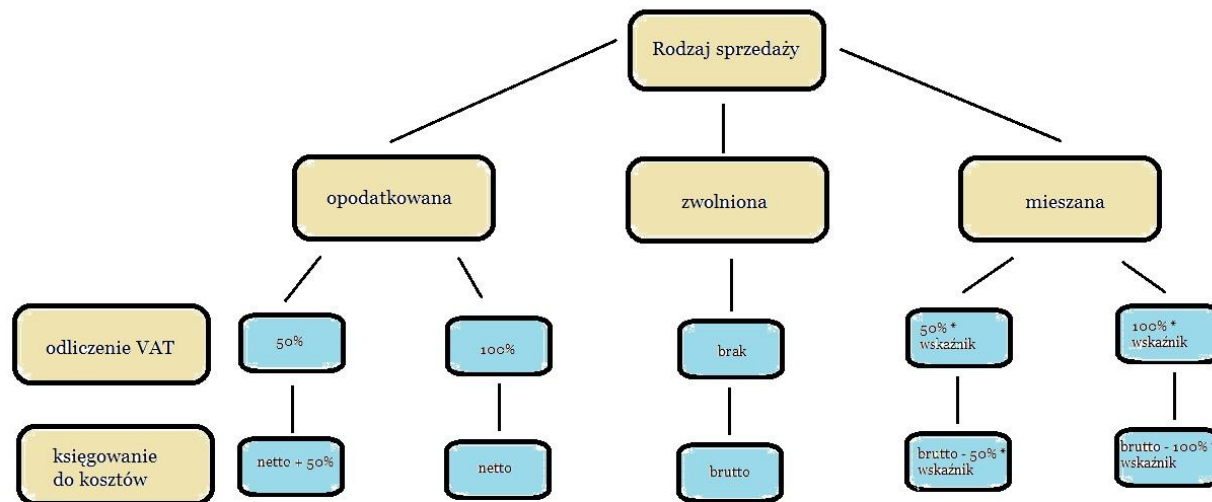 Rodzaj sprzedaży
opodatkowana
zwolniona
mieszana
odliczenie VAT
50%
100%
brak
50% *
wskaźnik
100% *
wskaźnik
księgowanie
do kosztów
netto + 50%
netto
brutto
brutto - 50% *
wskaźnik
brutto - 100% *
wskaźnik